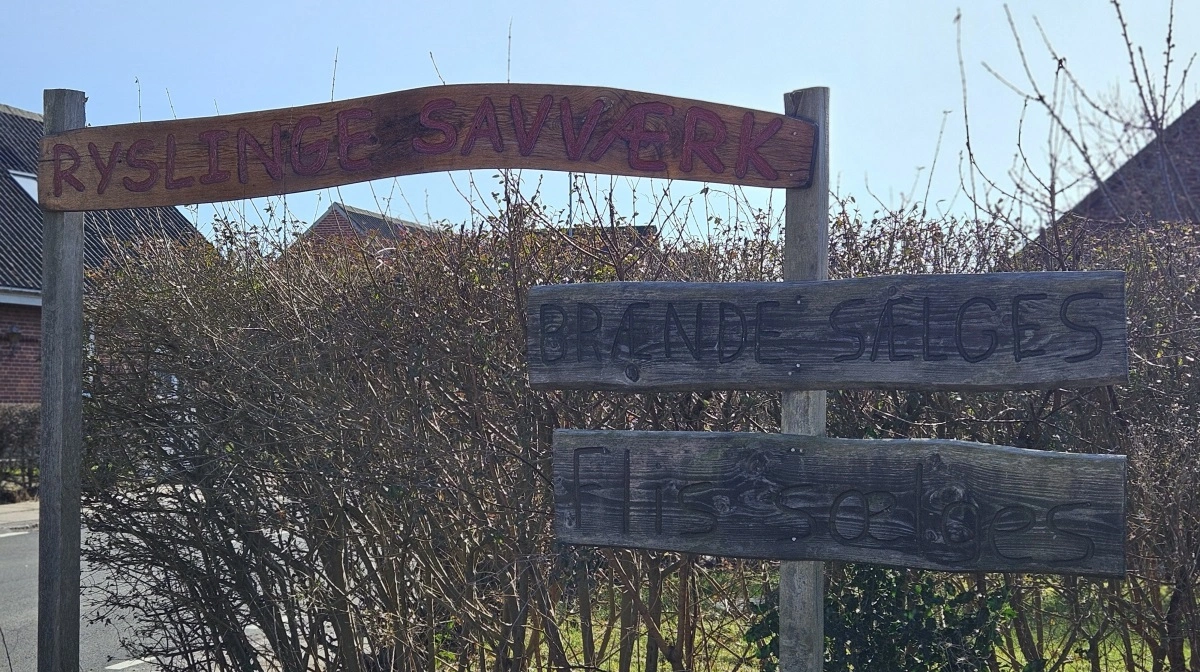 RYSLINGE SAVVÆRK
BRÆNDE SÆLGES
Flis sælges